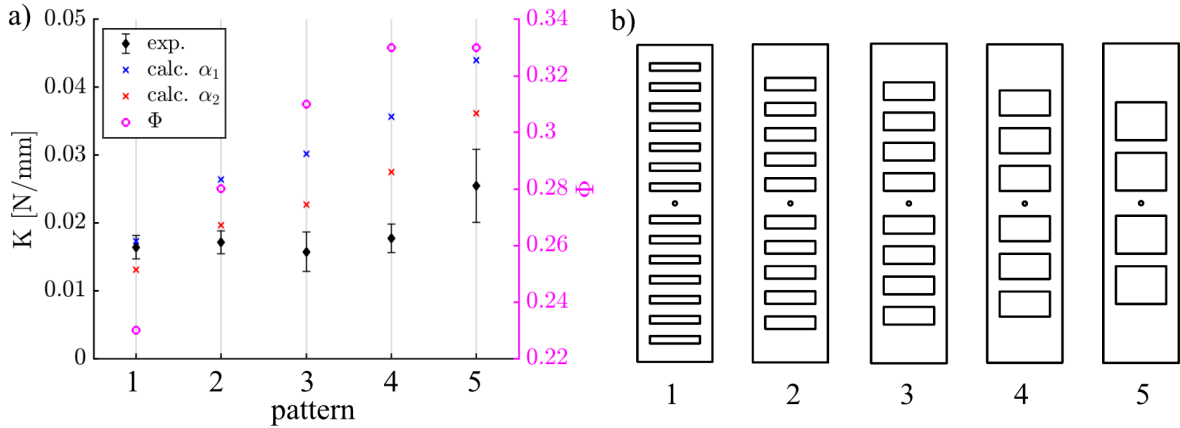 a)
b)
0.05
0.04
0.03
0.02
0.01
0
K [N/mm]
exp.
calc. α₁
calc. α₂
Φ
0.34
0.32
0.3
0.28
0.26
0.24
0.22
Φ
1 2 3 4 5
pattern
1 2 3 4 5